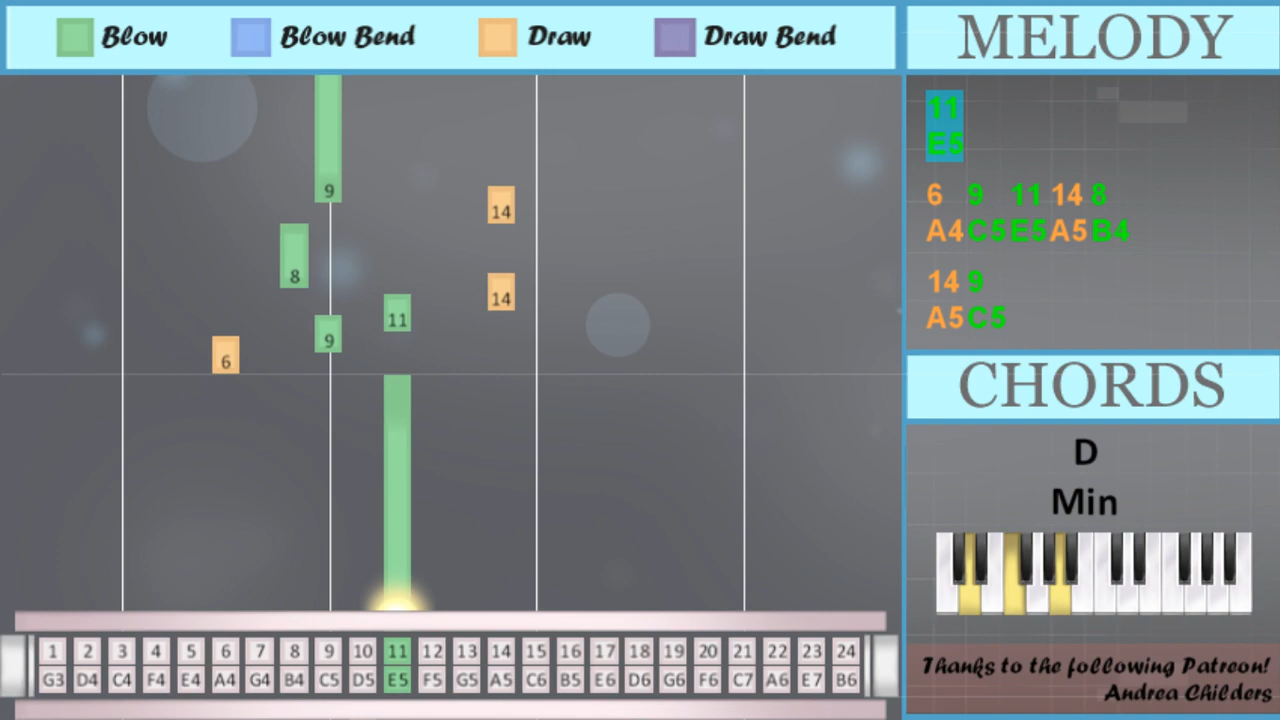 Blow Blow Bend Draw Draw Bend
MELODY
11
E5
6 9 11 14 8
A4 C5 E5 A5 B4
14 9
A5 C5
9
14
8
14
11
9
6
CHORDS
D
Min
1 2 3 4 5 6 7 8 9 10 11 12 13 14 15 16 17 18 19 20 21 22 23 24
G3 D4 C4 F4 E4 A4 G4 B4 C5 D5 E5 F5 G5 A5 C6 B5 E6 D6 G6 F6 C7 A6 E7 B6
Thanks to the following Patreon!
Andrea Childers